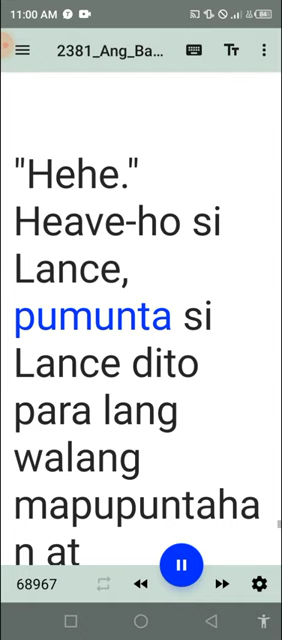 11:00 AM
2381_Ang_Ba...
"Hehe."
Heave-ho si
Lance,
pumunta si
Lance dito
para lang
walang
mapupuntaha
n at
68967